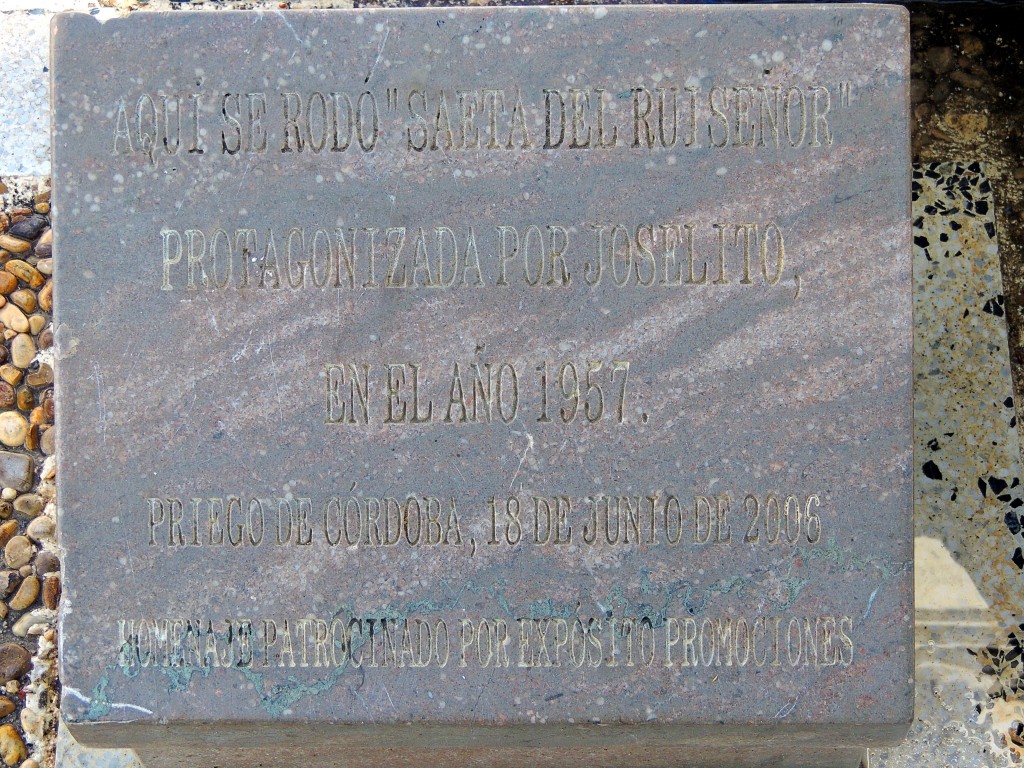 AQUI SE RODÓ "SAETA DEL RUISEÑOR"
PROTAGONIZADA POR JOSELITO,
EN EL AÑO 1957.
PRIEGO DE CÓRDOBA, 18 DE JUNIO DE 2006
HOMENAJE PATROCINADO POR EXPÓSITO PROMOCIONES